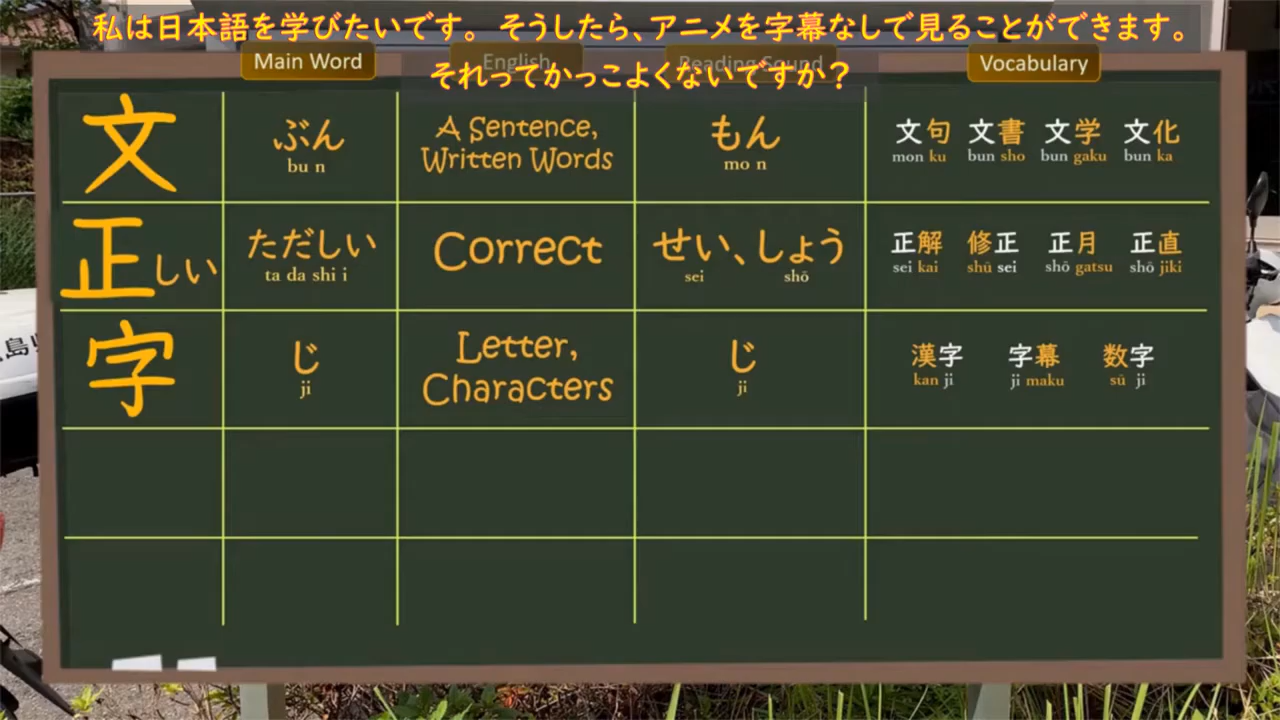 私は日本語を学びたいです。 そうしたら、アニメを字幕なしで見ることができます。
それってかっこよくないですか？
Main Word English Reading Sound Vocabulary
文 ぶん A Sentence, もん 文句 文書 文学 文化
bu n Written Words mo n mon ku bun sho bun gaku bun ka
正しい ただしい Correct せい、しょう 正解 修正 正月 正直
ta da shi i sei shō sei kai shū sei shō gatsu shō jiki
字 じ Letter, じ 漢字 字幕 数字
ji Characters ji kan ji ji maku sū ji
島